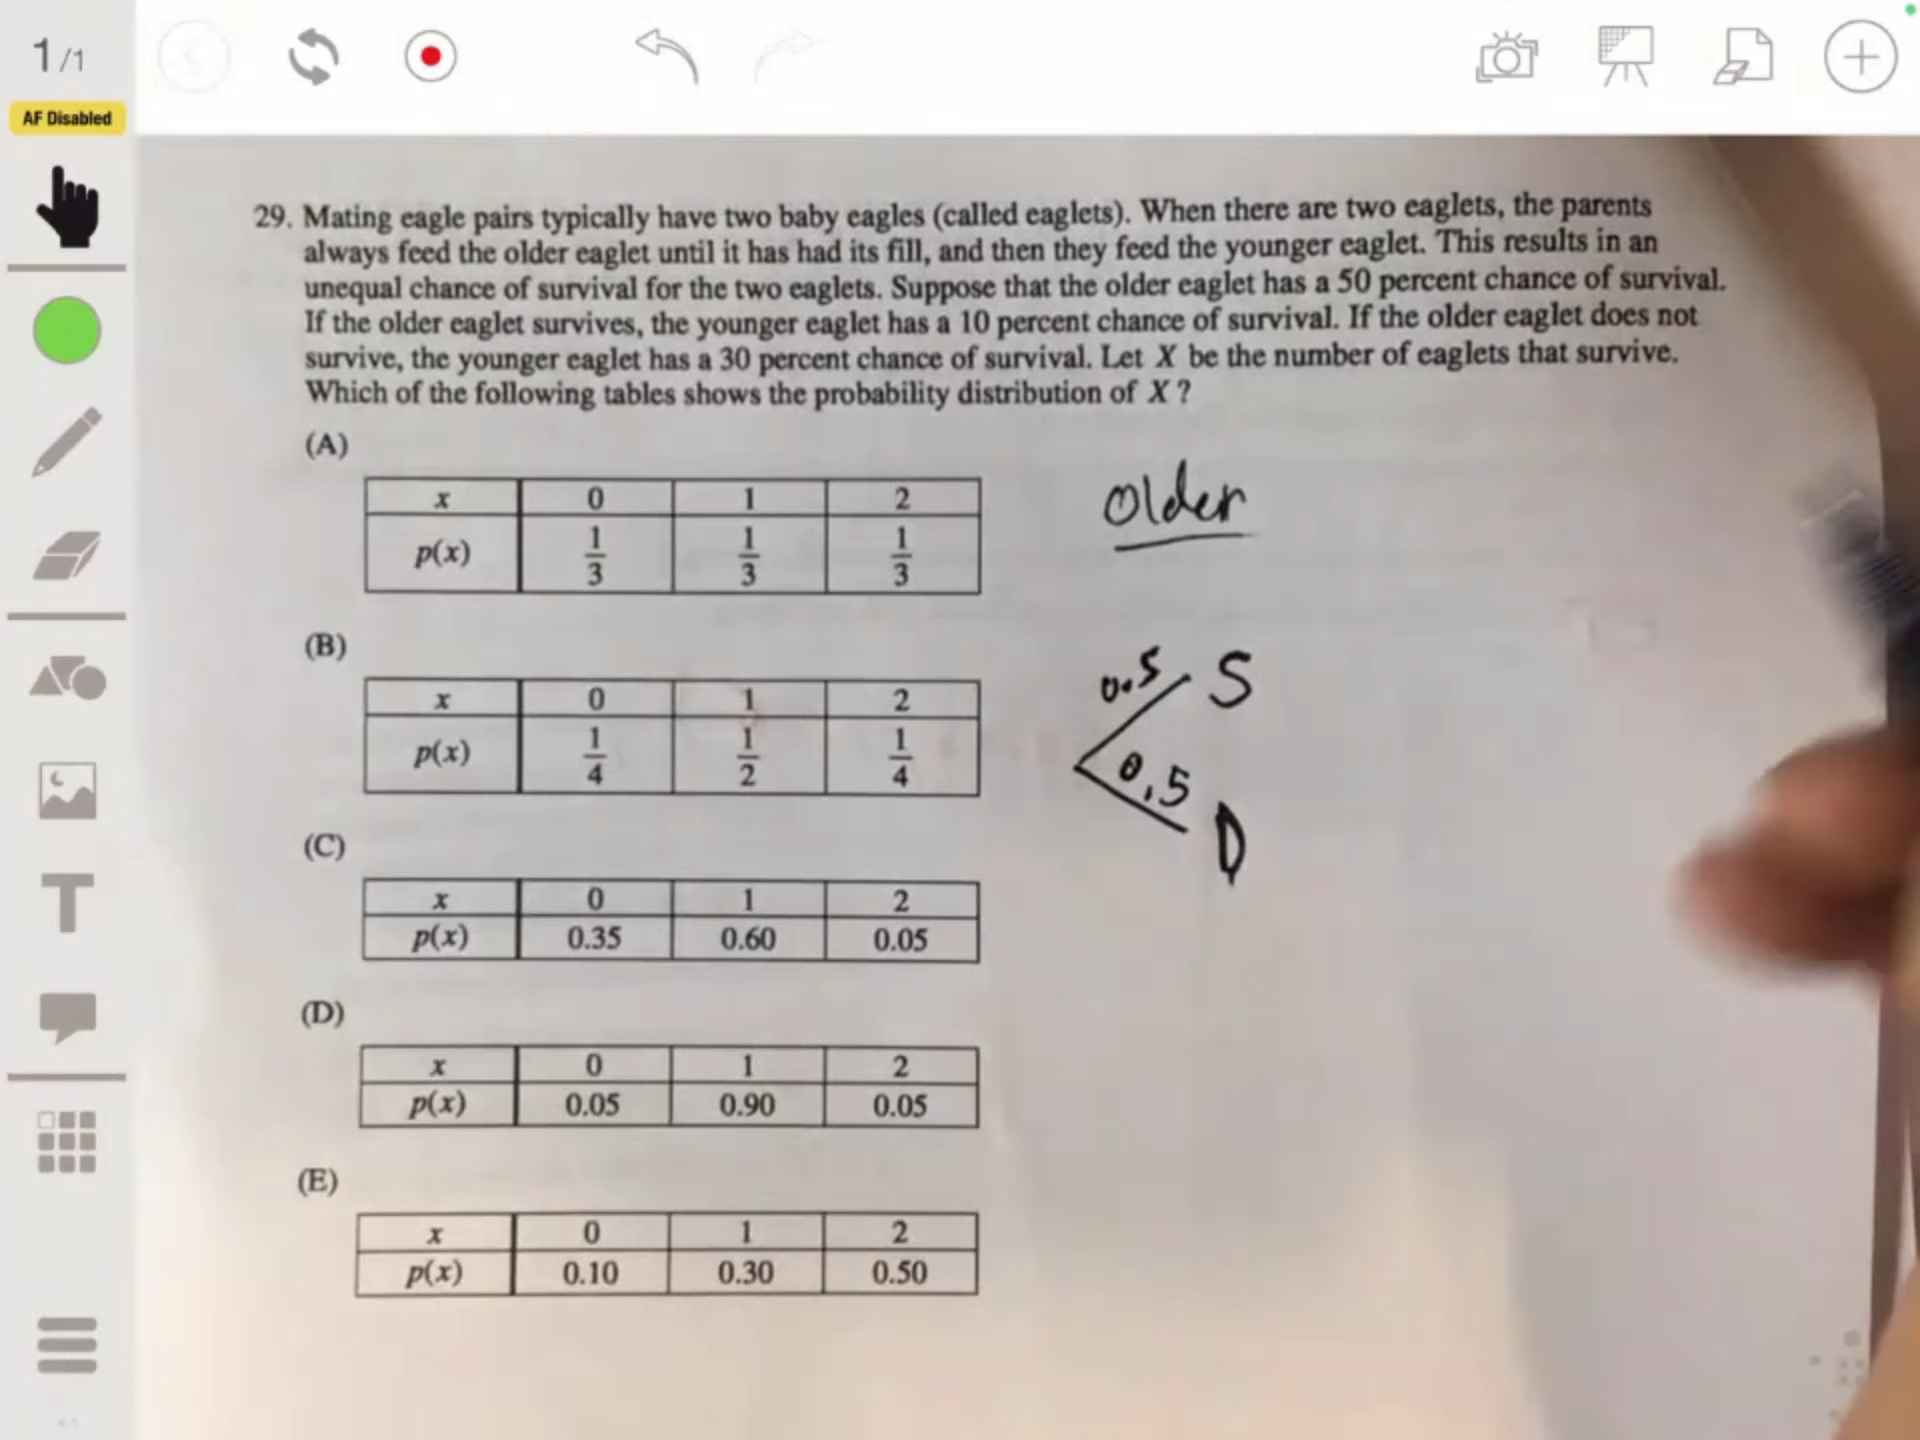 1/1
AF Disabled
29. Mating eagle pairs typically have two baby eagles (called eaglets). When there are two eaglets, the parents
always feed the older eaglet until it has had its fill, and then they feed the younger eaglet. This results in an
unequal chance of survival for the two eaglets. Suppose that the older eaglet has a 50 percent chance of survival.
If the older eaglet survives, the younger eaglet has a 10 percent chance of survival. If the older eaglet does not
survive, the younger eaglet has a 30 percent chance of survival. Let X be the number of eaglets that survive.
Which of the following tables shows the probability distribution of X ?
(A)
x 0 1 2
p(x) 1/3 1/3 1/3
older
(B)
x 0 1 2
p(x) 1/4 1/2 1/4
0.5 S
0.5 D
(C)
x 0 1 2
p(x) 0.35 0.60 0.05
(D)
x 0 1 2
p(x) 0.05 0.90 0.05
(E)
x 0 1 2
p(x) 0.10 0.30 0.50
T